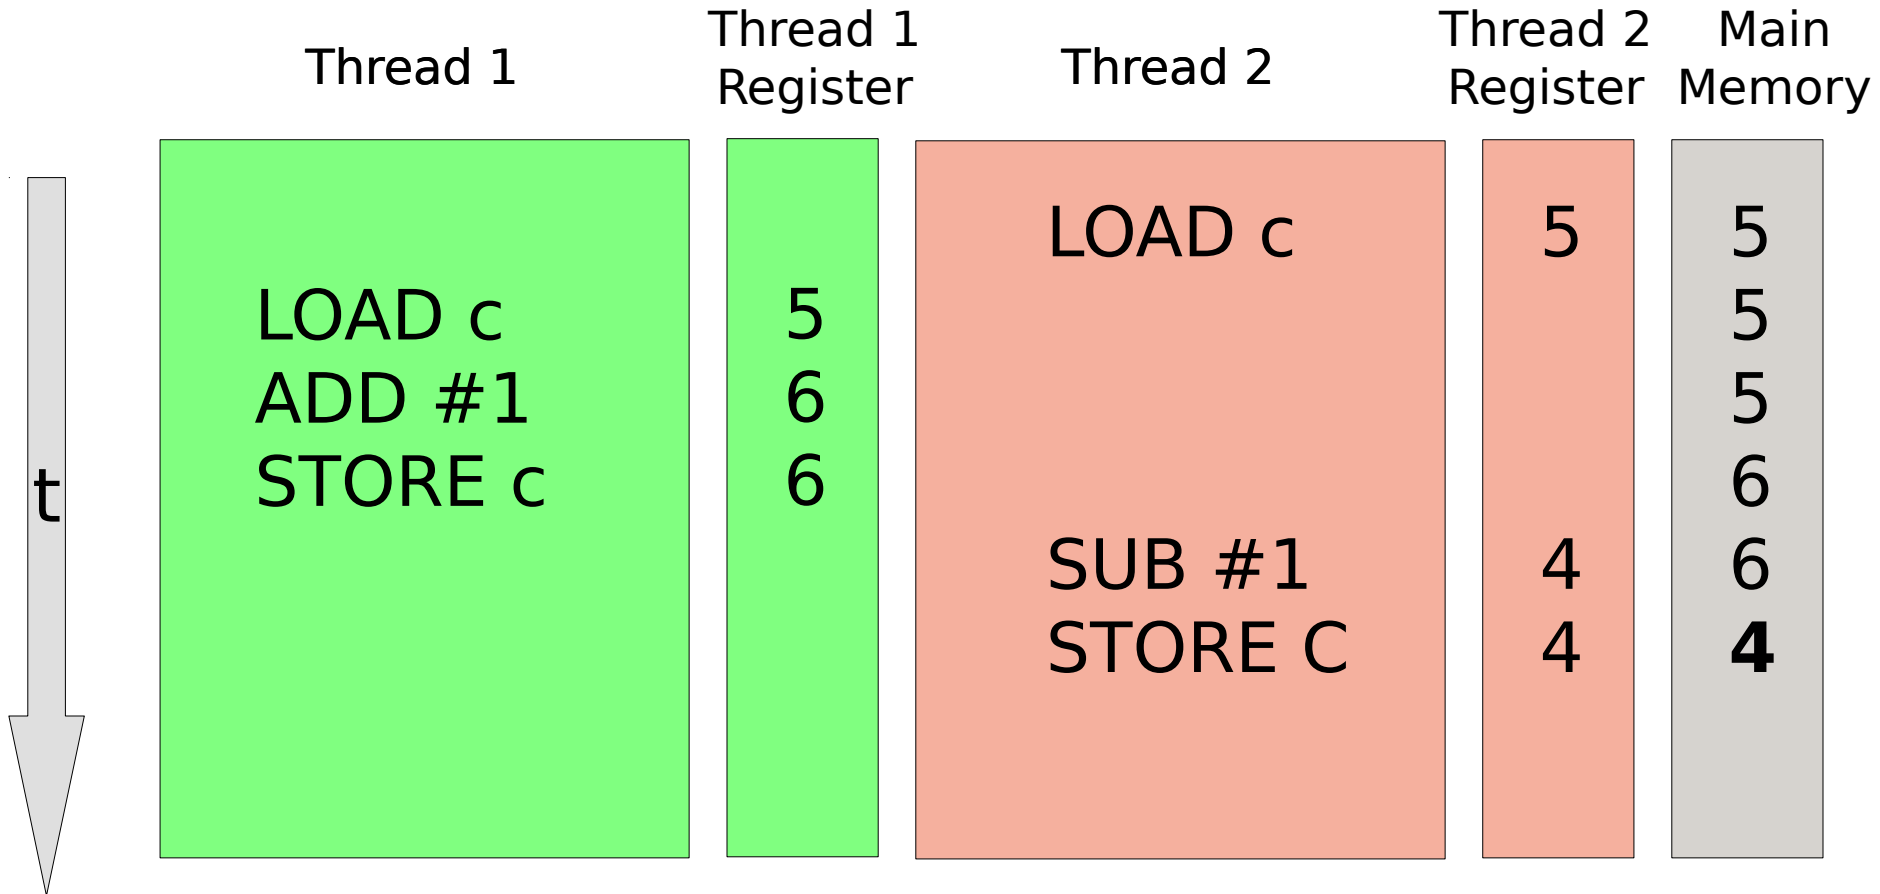 Thread 1
Thread 1
Register
Thread 2
Thread 2
Register
Main
Memory
t
LOAD c 5 5
LOAD c 5 5
ADD #1 6 5
STORE c 6 6
SUB #1 4 6
STORE C 4 4